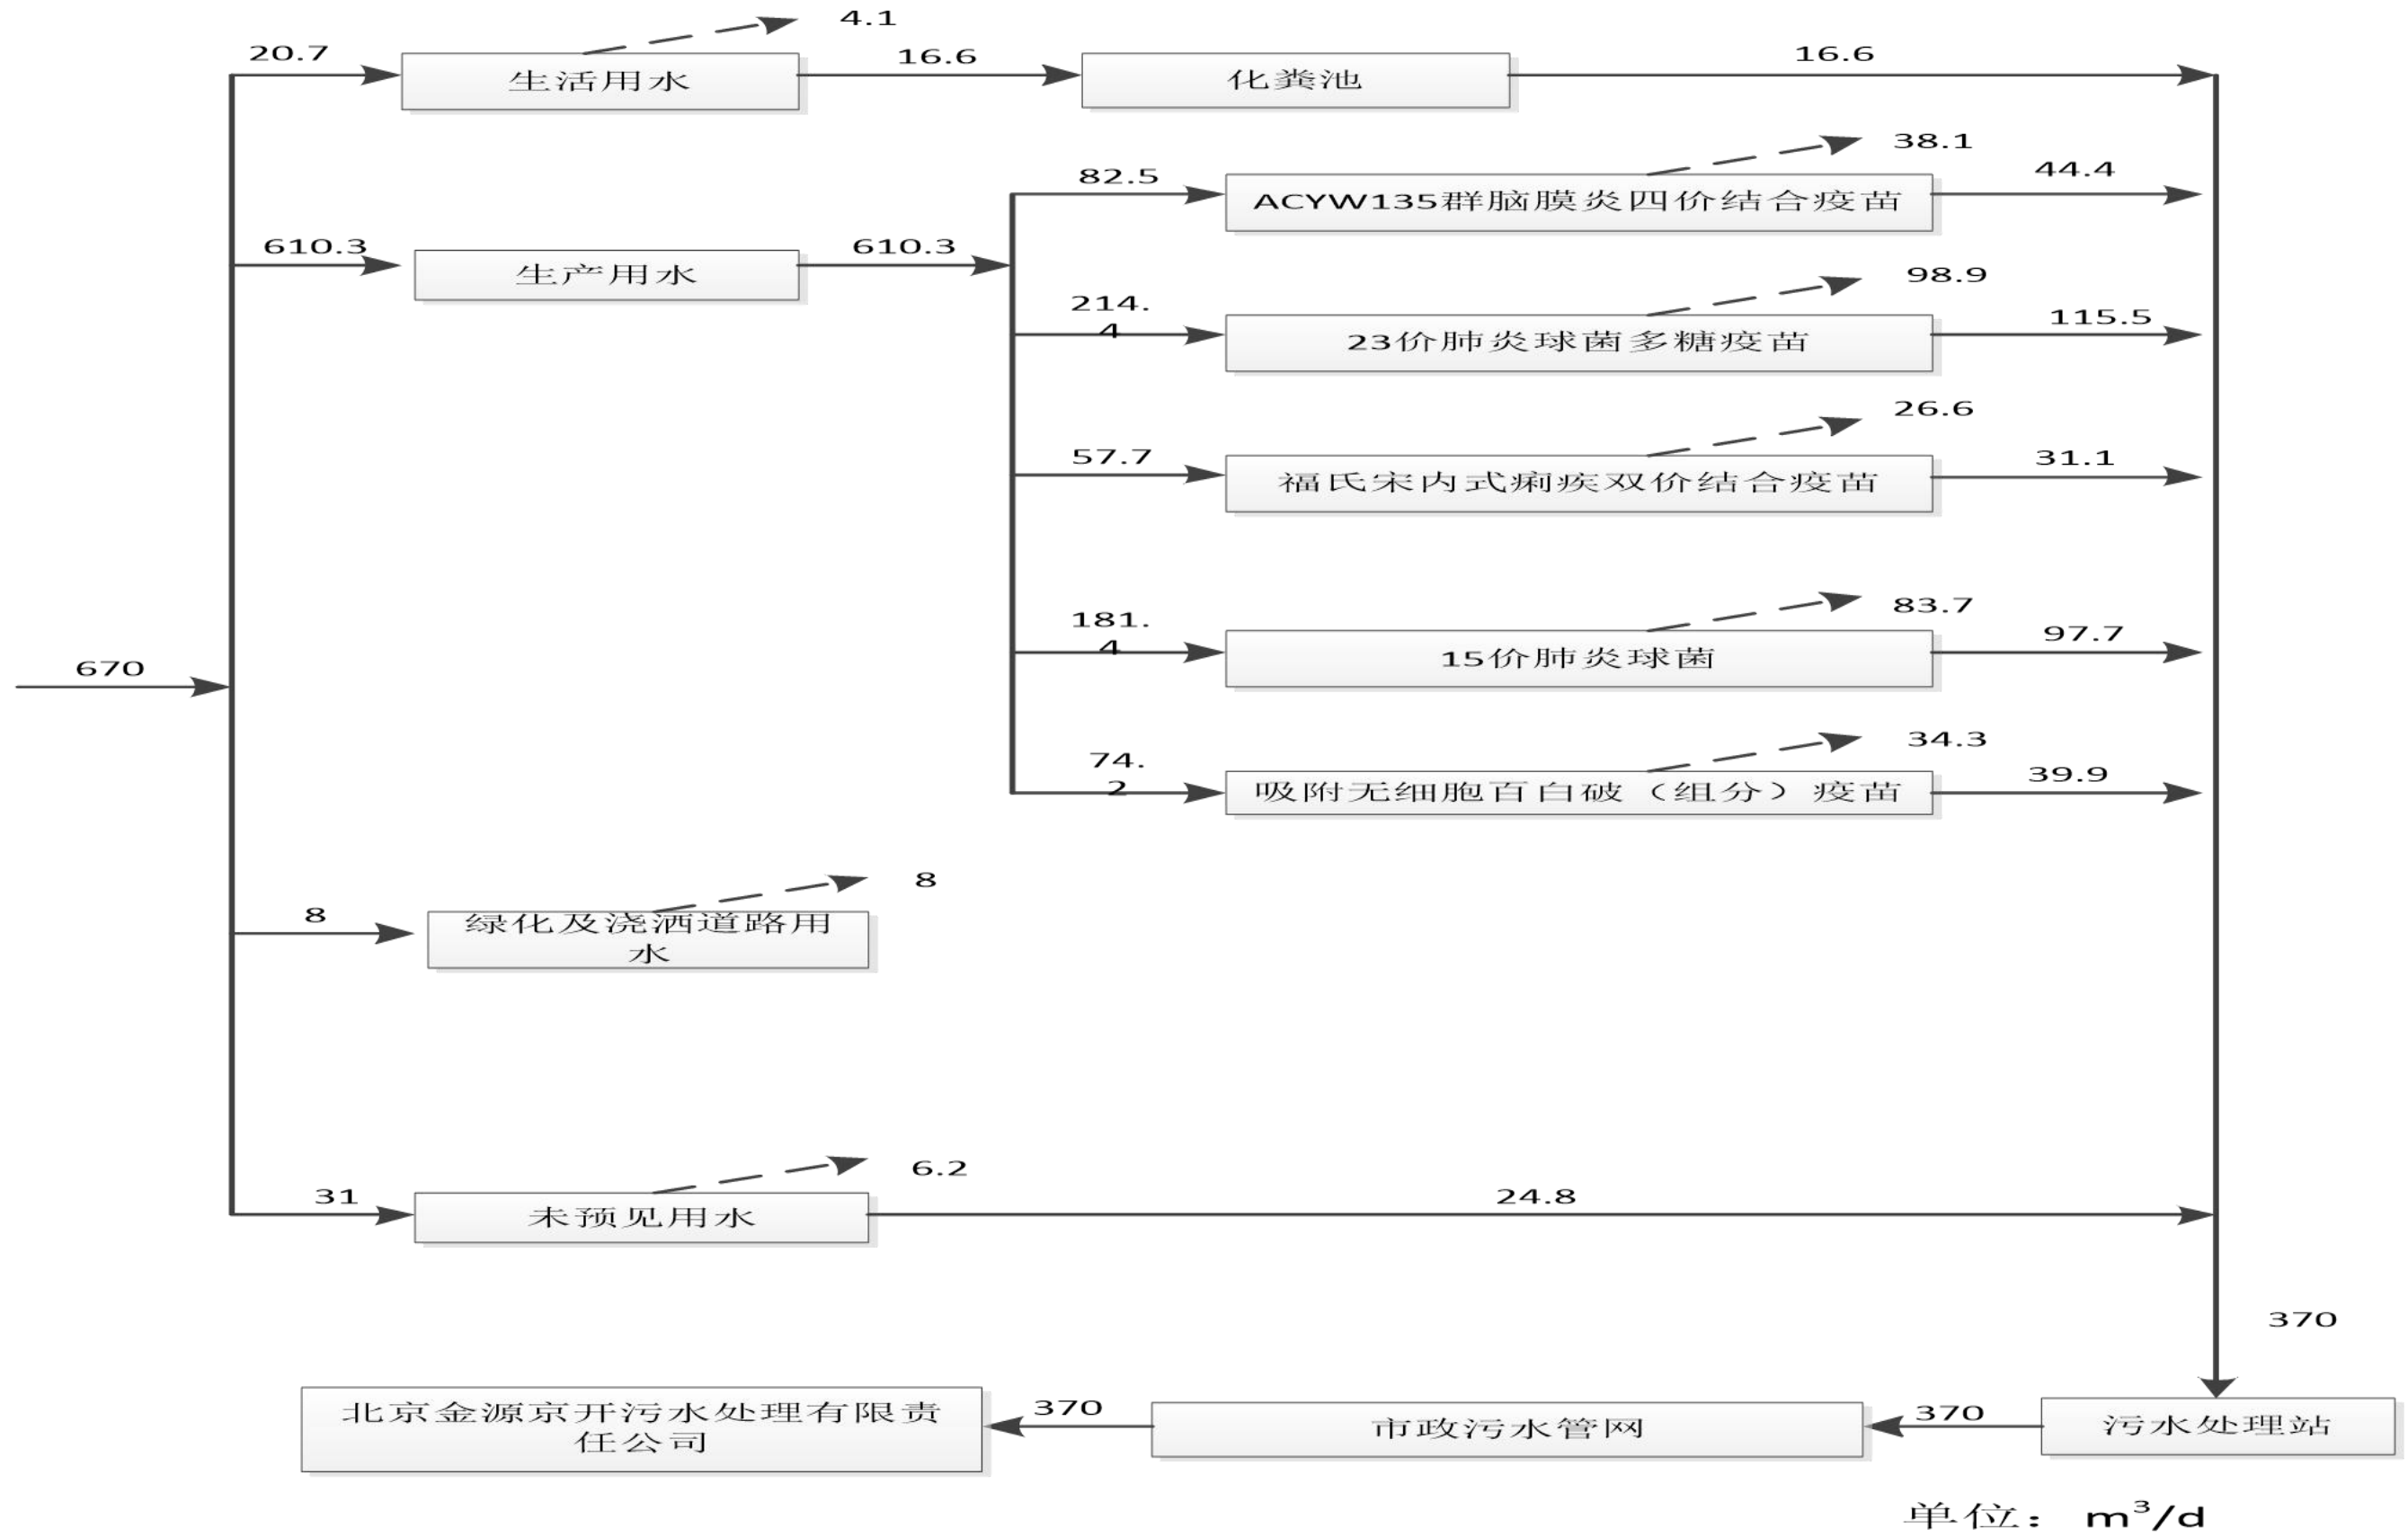 4.1
20.7
生活用水
16.6
化粪池
16.6
38.1
82.5
ACYW135群脑膜炎四价结合疫苗
44.4
610.3
生产用水
610.3
98.9
214.
4
23价肺炎球菌多糖疫苗
115.5
26.6
57.7
福氏宋内式痢疾双价结合疫苗
31.1
83.7
181.
4
15价肺炎球菌
97.7
670
34.3
74.
2
吸附无细胞百白破（组分）疫苗
39.9
8
8
绿化及浇洒道路用
水
6.2
31
未预见用水
24.8
370
北京金源京开污水处理有限责
任公司
370
市政污水管网
370
污水处理站
单位： m³/d